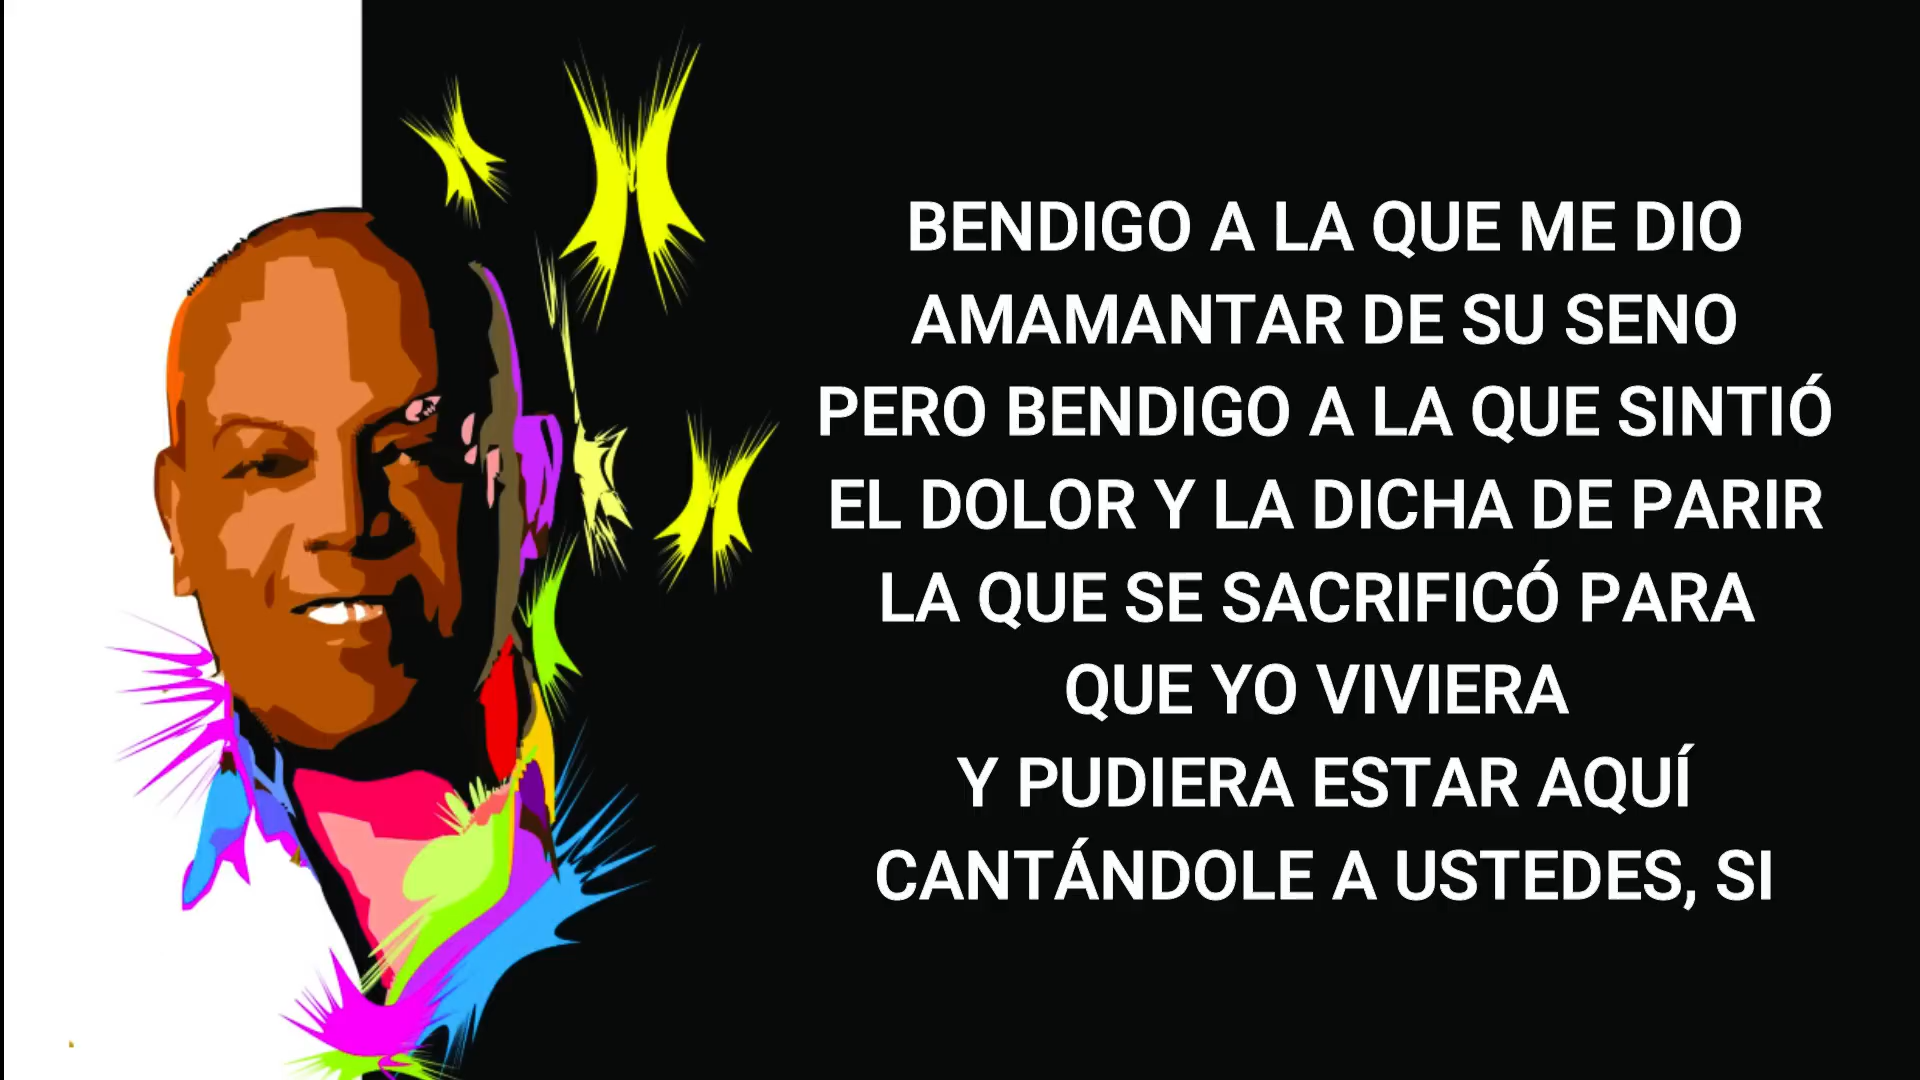 BENDIGO A LA QUE ME DIO
AMAMANTAR DE SU SENO
PERO BENDIGO A LA QUE SINTIÓ
EL DOLOR Y LA DICHA DE PARIR
LA QUE SE SACRIFICÓ PARA
QUE YO VIVIERA
Y PUDIERA ESTAR AQUÍ
CANTÁNDOLE A USTEDES, SI